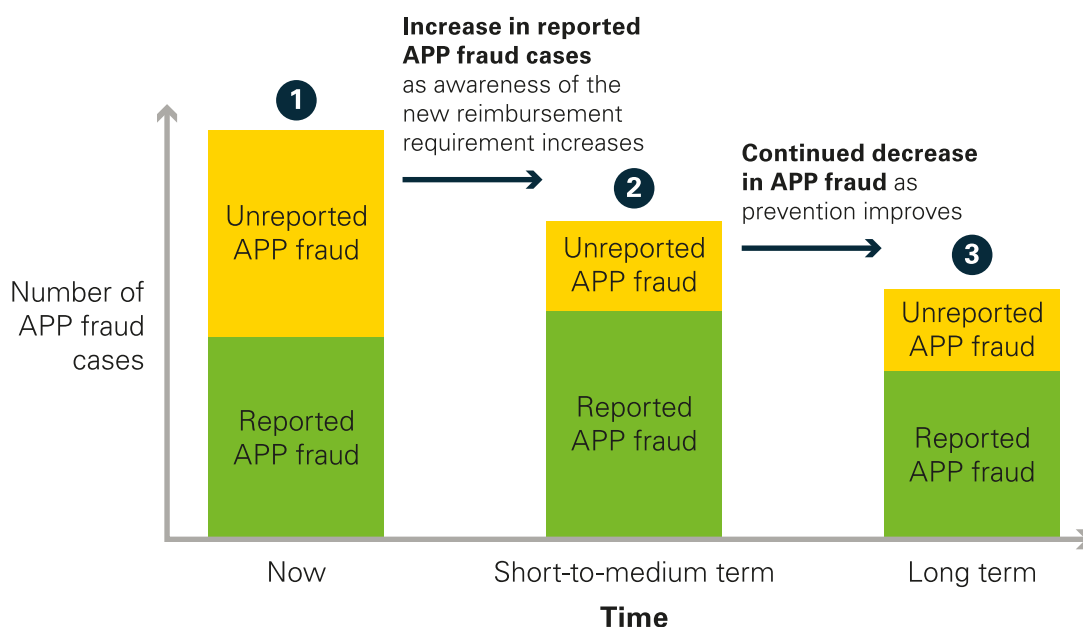 Increase in reported
APP fraud cases
as awareness of the
new reimbursement
requirement increases
1
Continued decrease
in APP fraud as
prevention improves
2
3
Unreported
APP fraud
Unreported
APP fraud
Unreported
APP fraud
Number of
APP fraud
cases
Reported
APP fraud
Reported
APP fraud
Reported
APP fraud
Now
Short-to-medium term
Long term
Time